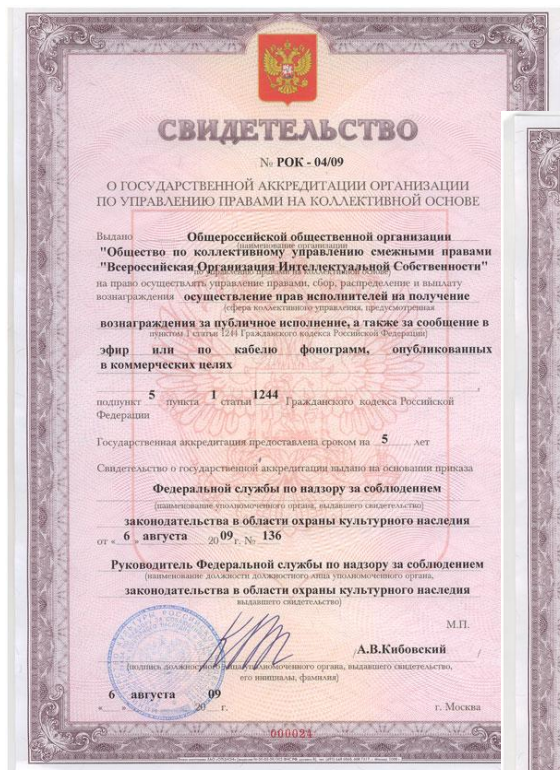 СВИДЕТЕЛЬСТВО
№ РОК - 04/09
О ГОСУДАРСТВЕННОЙ АККРЕДИТАЦИИ ОРГАНИЗАЦИИ
ПО УПРАВЛЕНИЮ ПРАВАМИ НА КОЛЛЕКТИВНОЙ ОСНОВЕ
Выдано Общероссийской общественной организации
(наименование организации
"Общество по коллективному управлению смежными правами
"Всероссийская Организация Интеллектуальной Собственности"
по управлению правами на коллективной основе)
на право осуществлять управление правами, сбор, распределение и выплату
вознаграждения осуществление прав исполнителей на получение
(сфера коллективного управления, предусмотренная
вознаграждения за публичное исполнение, а также за сообщение в
пунктом 1 статьи 1244 Гражданского кодекса Российской Федерации)
эфир или по кабелю фонограмм, опубликованных
в коммерческих целях
подпункт 5 пункта 1 статьи 1244 Гражданского кодекса Российской
Федерации
Государственная аккредитация предоставлена сроком на 5 лет
Свидетельство о государственной аккредитации выдано на основании приказа
Федеральной службы по надзору за соблюдением
(наименование уполномоченного органа, выдавшего свидетельство)
законодательства в области охраны культурного наследия
от « 6 » августа 20 09 г. № 136
Руководитель Федеральной службы по надзору за соблюдением
(наименование должности должностного лица уполномоченного органа,
законодательства в области охраны культурного наследия
выдавшего свидетельство)
М.П.
/ А.В.Кибовский /
(подпись должностного лица уполномоченного органа, выдавшего свидетельство,
его инициалы, фамилия)
« 6 » августа 20 09 г. г. Москва
000024